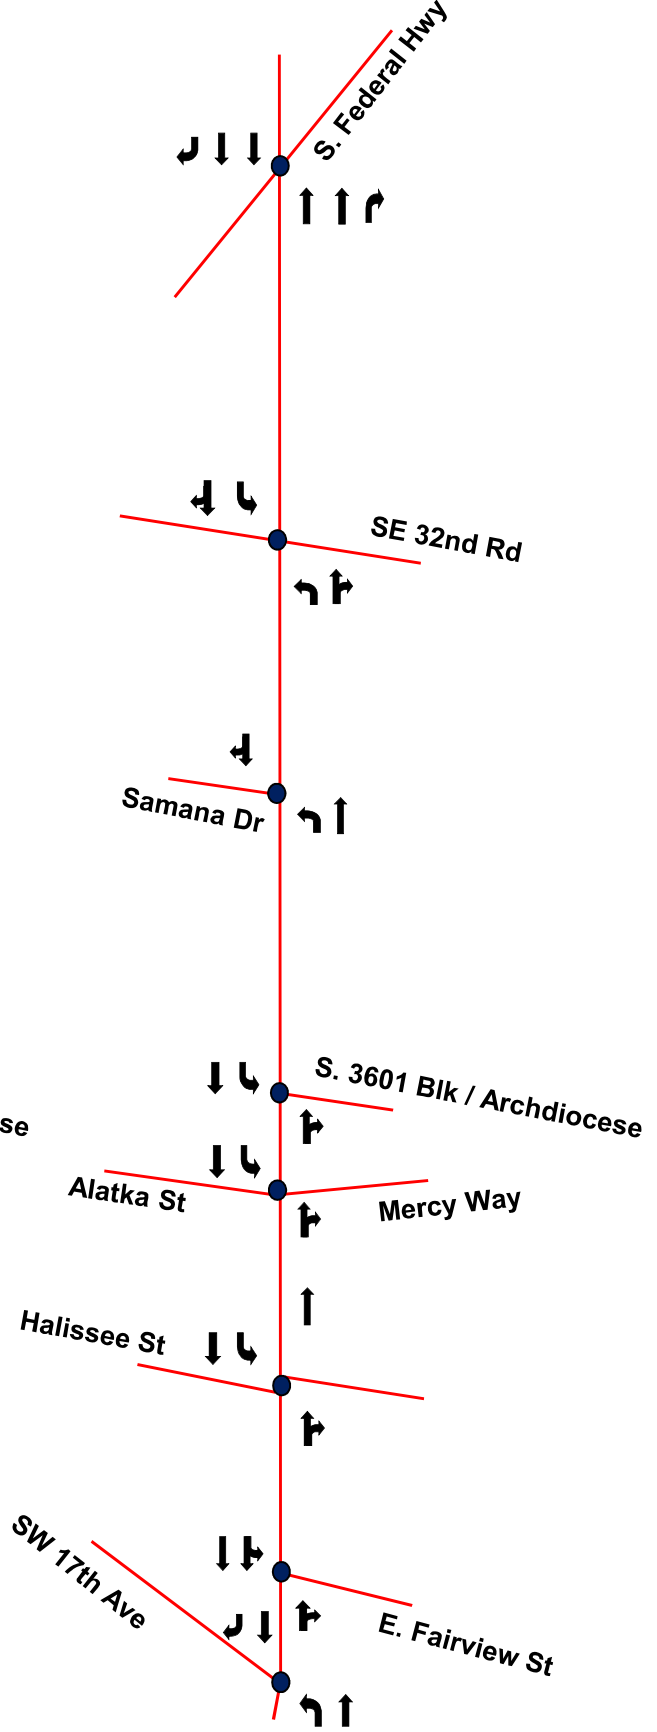 S. Federal Hwy
SE 32nd Rd
Samana Dr
S. 3601 Blk / Archdiocese
se
Alatka St
Mercy Way
Halissee St
SW 17th Ave
E. Fairview St